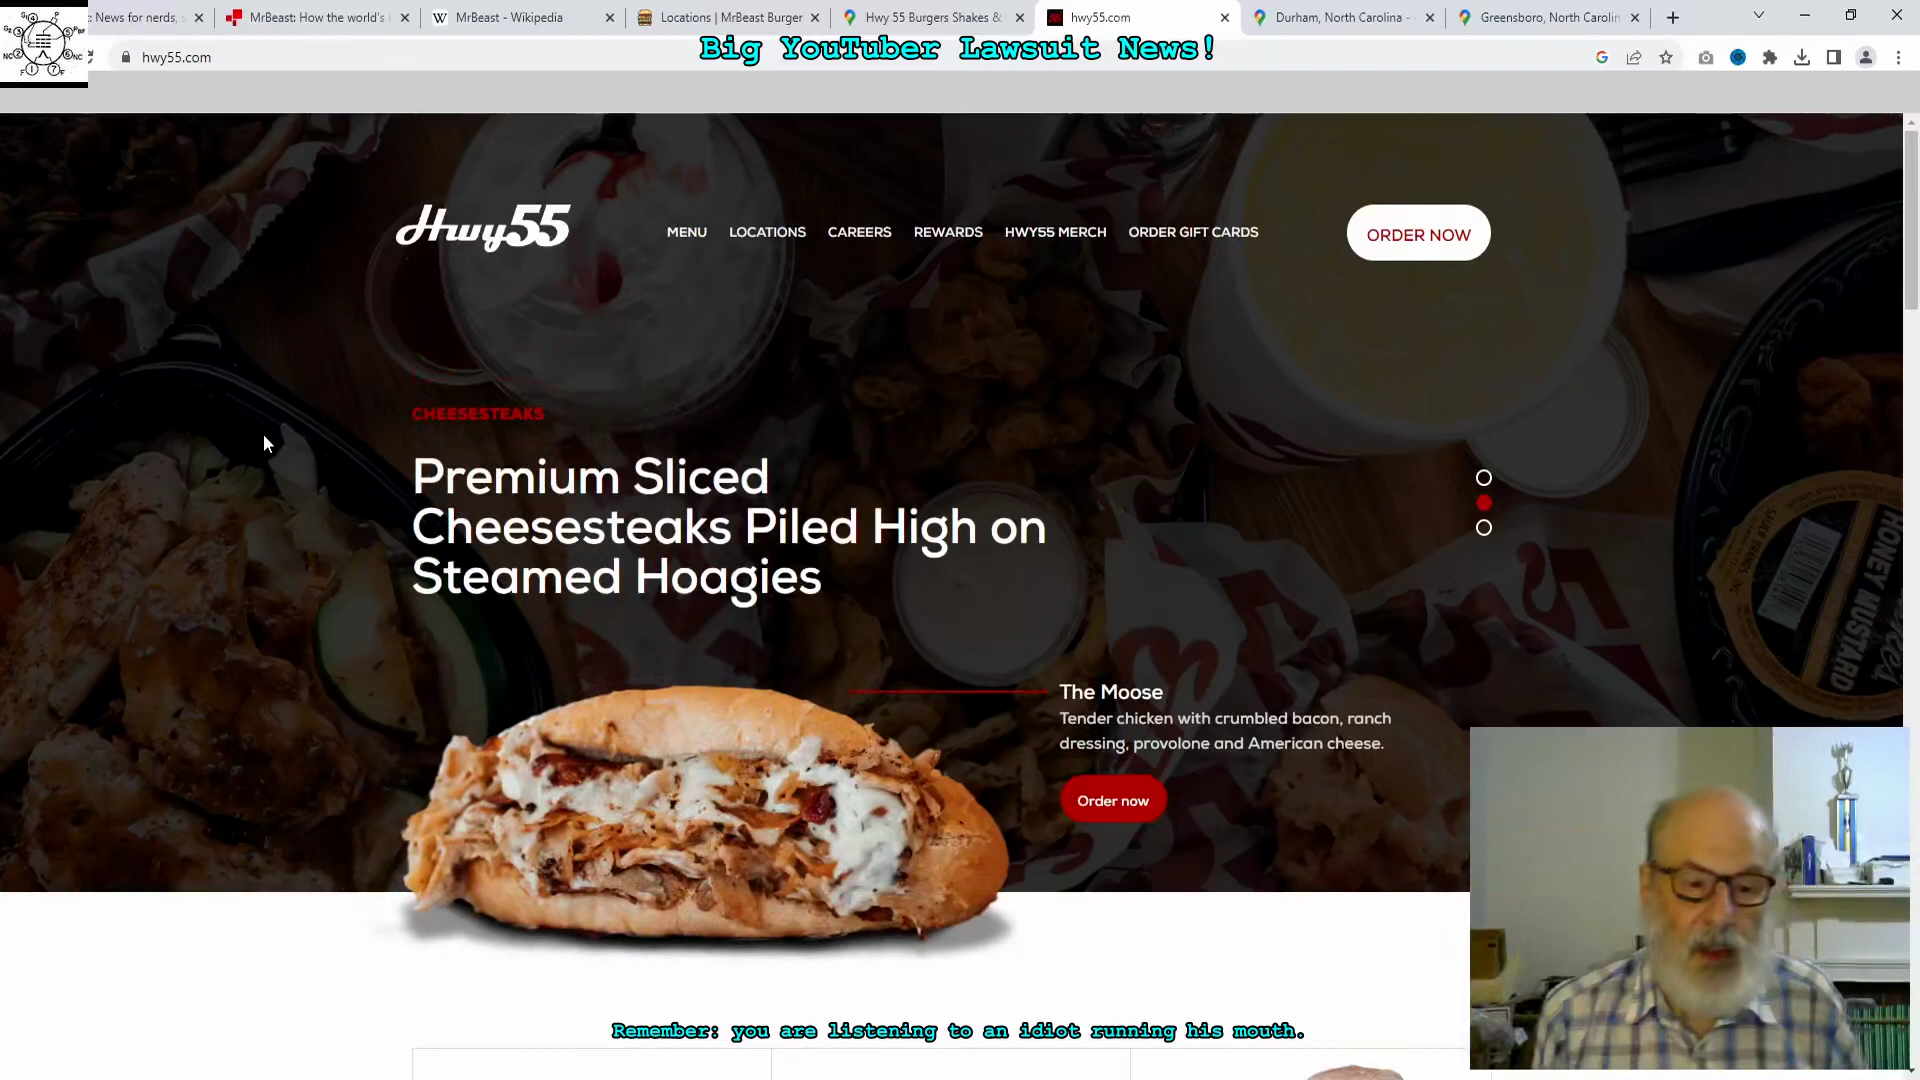 : News for nerds, s
MrBeast: How the world's
MrBeast - Wikipedia
Locations | MrBeast Burger
Hwy 55 Burgers Shakes &
hwy55.com
Durham, North Carolina -
Greensboro, North Carolin
hwy55.com
Big YouTuber Lawsuit News!
Hwy55
MENU
LOCATIONS
CAREERS
REWARDS
HWY55 MERCH
ORDER GIFT CARDS
ORDER NOW
CHEESESTEAKS
Premium Sliced
Cheesesteaks Piled High on
Steamed Hoagies
The Moose
Tender chicken with crumbled bacon, ranch
dressing, provolone and American cheese.
Order now
HONEY MUSTARD
Remember: you are listening to an idiot running his mouth.